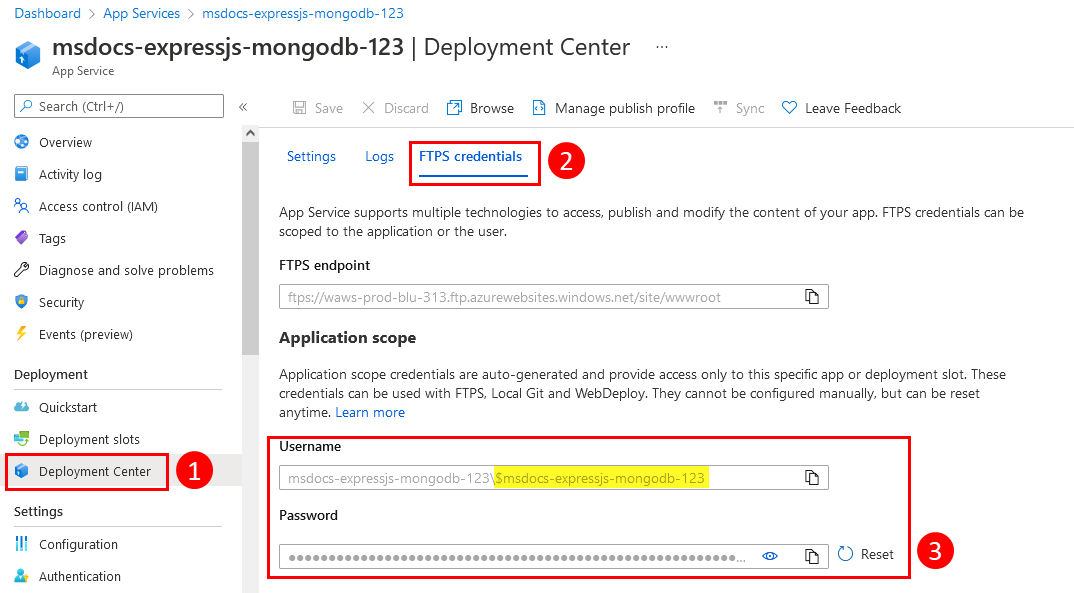 Dashboard > App Services > msdocs-expressjs-mongodb-123
msdocs-expressjs-mongodb-123 | Deployment Center ...
App Service
Search (Ctrl+/)
«
Save
Discard
Browse
Manage publish profile
Sync
Leave Feedback
Overview
Activity log
Access control (IAM)
Tags
Diagnose and solve problems
Security
Events (preview)
Deployment
Quickstart
Deployment slots
Deployment Center
1
Settings
Configuration
Authentication
Settings
Logs
FTPS credentials
2
App Service supports multiple technologies to access, publish and modify the content of your app. FTPS credentials can be
scoped to the application or the user.
FTPS endpoint
ftps://waws-prod-blu-313.ftp.azurewebsites.windows.net/site/wwwroot
Application scope
Application scope credentials are auto-generated and provide access only to this specific app or deployment slot. These
credentials can be used with FTPS, Local Git and WebDeploy. They cannot be configured manually, but can be reset
anytime. Learn more
Username
msdocs-expressjs-mongodb-123\$msdocs-expressjs-mongodb-123
Password
Reset
3